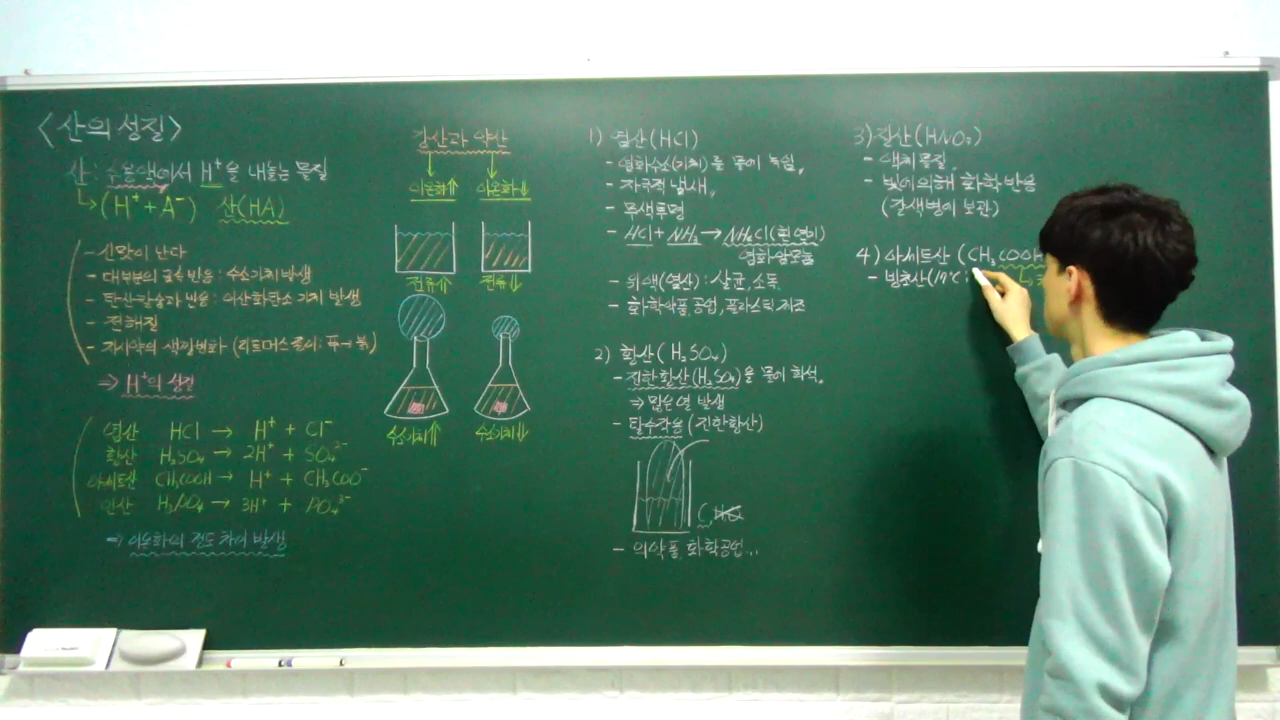 <산의 성질>
산 : 수용액에서 H⁺을 내놓는 물질
↳ (H⁺ + A⁻) 산(HA)
- 신맛이 난다
- 대부분의 금속 반응 : 수소기체 발생
- 탄산칼슘과 반응 : 이산화탄소 기체 발생
- 전해질
- 지시약의 색깔변화 (리트머스종이 : 푸→붉)
⇒ H⁺의 성질
염산 HCl → H⁺ + Cl⁻
황산 H₂SO₄ → 2H⁺ + SO₄²⁻
아시트산 CH₃COOH → H⁺ + CH₃COO⁻
인산 H₃PO₄ → 3H⁺ + PO₄³⁻
⇒ 이온화의 정도 차이 발생
강산과 약산
이온화↑ 이온화↓
전류↑ 전류↓
수소기체↑ 수소기체↓
1) 염산 (HCl)
- 염화수소(기체)를 물에 녹임.
- 자극적 냄새.
- 무색투명
- HCl + NH₃ → NH₄Cl (흰 연기)
염화암모늄
- 위액(염산) : 살균, 소독
- 화학약품 공업, 플라스틱 제조
2) 황산 (H₂SO₄)
- 진한 황산(H₂SO₄)을 물에 희석.
⇒ 많은 열 발생
- 탈수작용 (진한황산)
C
- 의약품, 화학공업...
3) 질산 (HNO₃)
- 액체 물질.
- 빛에 의해 화학 반응
(갈색병에 보관)
4) 아시트산 (CH₃COOH
- 빙초산(17℃ :